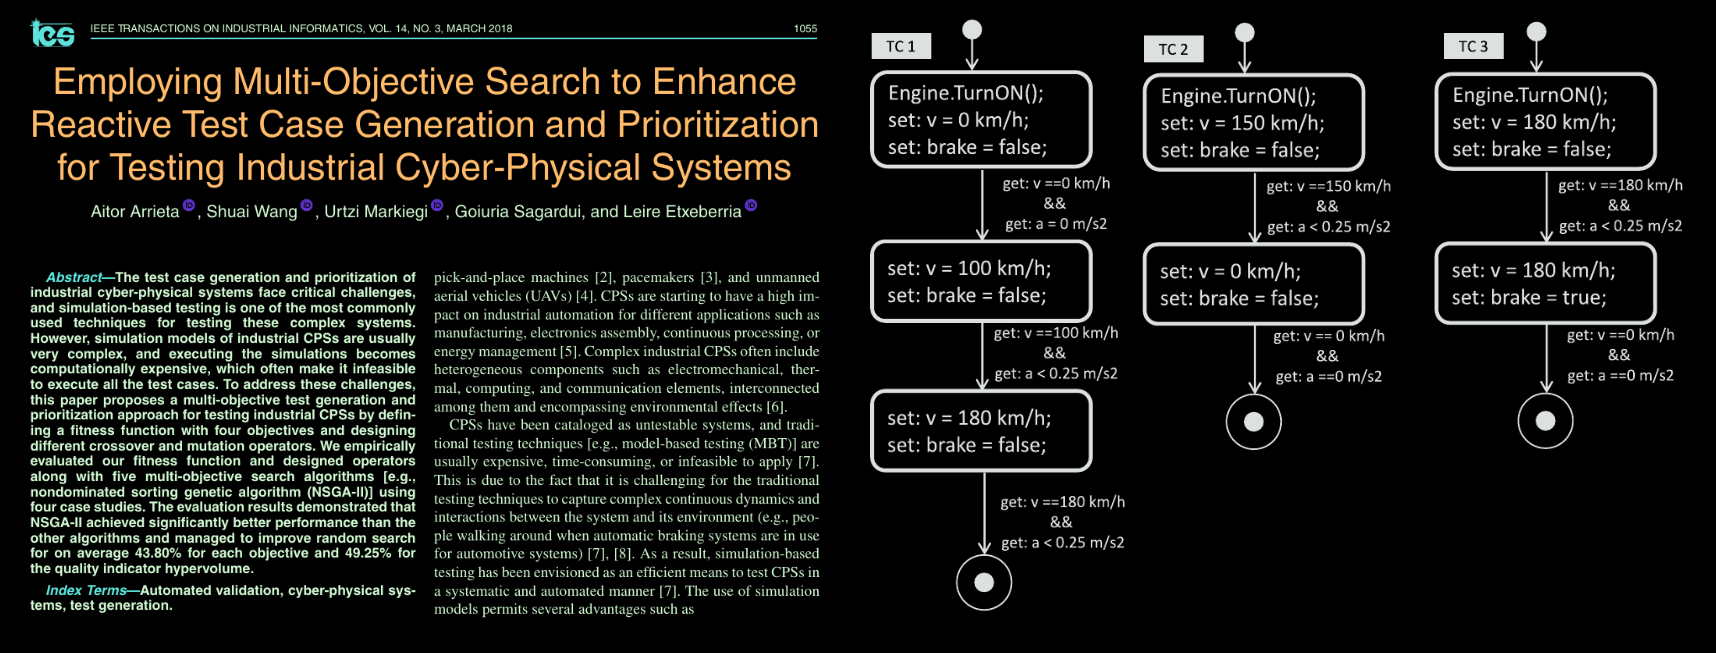 ies
IEEE TRANSACTIONS ON INDUSTRIAL INFORMATICS, VOL. 14, NO. 3, MARCH 2018
1055
Employing Multi-Objective Search to Enhance
Reactive Test Case Generation and Prioritization
for Testing Industrial Cyber-Physical Systems
Aitor Arrieta iD, Shuai Wang iD, Urtzi Markiegi iD, Goiuria Sagardui, and Leire Etxeberria iD
Abstract—The test case generation and prioritization of
industrial cyber-physical systems face critical challenges,
and simulation-based testing is one of the most commonly
used techniques for testing these complex systems.
However, simulation models of industrial CPSs are usually
very complex, and executing the simulations becomes
computationally expensive, which often make it infeasible
to execute all the test cases. To address these challenges,
this paper proposes a multi-objective test generation and
prioritization approach for testing industrial CPSs by defin-
ing a fitness function with four objectives and designing
different crossover and mutation operators. We empirically
evaluated our fitness function and designed operators
along with five multi-objective search algorithms [e.g.,
nondominated sorting genetic algorithm (NSGA-II)] using
four case studies. The evaluation results demonstrated that
NSGA-II achieved significantly better performance than the
other algorithms and managed to improve random search
for on average 43.80% for each objective and 49.25% for
the quality indicator hypervolume.
Index Terms—Automated validation, cyber-physical sys-
tems, test generation.
pick-and-place machines [2], pacemakers [3], and unmanned
aerial vehicles (UAVs) [4]. CPSs are starting to have a high im-
pact on industrial automation for different applications such as
manufacturing, electronics assembly, continuous processing, or
energy management [5]. Complex industrial CPSs often include
heterogeneous components such as electromechanical, ther-
mal, computing, and communication elements, interconnected
among them and encompassing environmental effects [6].
CPSs have been cataloged as untestable systems, and tradi-
tional testing techniques [e.g., model-based testing (MBT)] are
usually expensive, time-consuming, or infeasible to apply [7].
This is due to the fact that it is challenging for the traditional
testing techniques to capture complex continuous dynamics and
interactions between the system and its environment (e.g., peo-
ple walking around when automatic braking systems are in use
for automotive systems) [7], [8]. As a result, simulation-based
testing has been envisioned as an efficient means to test CPSs in
a systematic and automated manner [7]. The use of simulation
models permits several advantages such as
TC 1
Engine.TurnON();
set: v = 0 km/h;
set: brake = false;
get: v ==0 km/h
&&
get: a = 0 m/s2
set: v = 100 km/h;
set: brake = false;
get: v ==100 km/h
&&
get: a < 0.25 m/s2
set: v = 180 km/h;
set: brake = false;
get: v ==180 km/h
&&
get: a < 0.25 m/s2
TC 2
Engine.TurnON();
set: v = 150 km/h;
set: brake = false;
get: v ==150 km/h
&&
get: a < 0.25 m/s2
set: v = 0 km/h;
set: brake = false;
get: v == 0 km/h
&&
get: a ==0 m/s2
TC 3
Engine.TurnON();
set: v = 180 km/h;
set: brake = false;
get: v ==180 km/h
&&
get: a < 0.25 m/s2
set: v = 180 km/h;
set: brake = true;
get: v ==0 km/h
&&
get: a ==0 m/s2